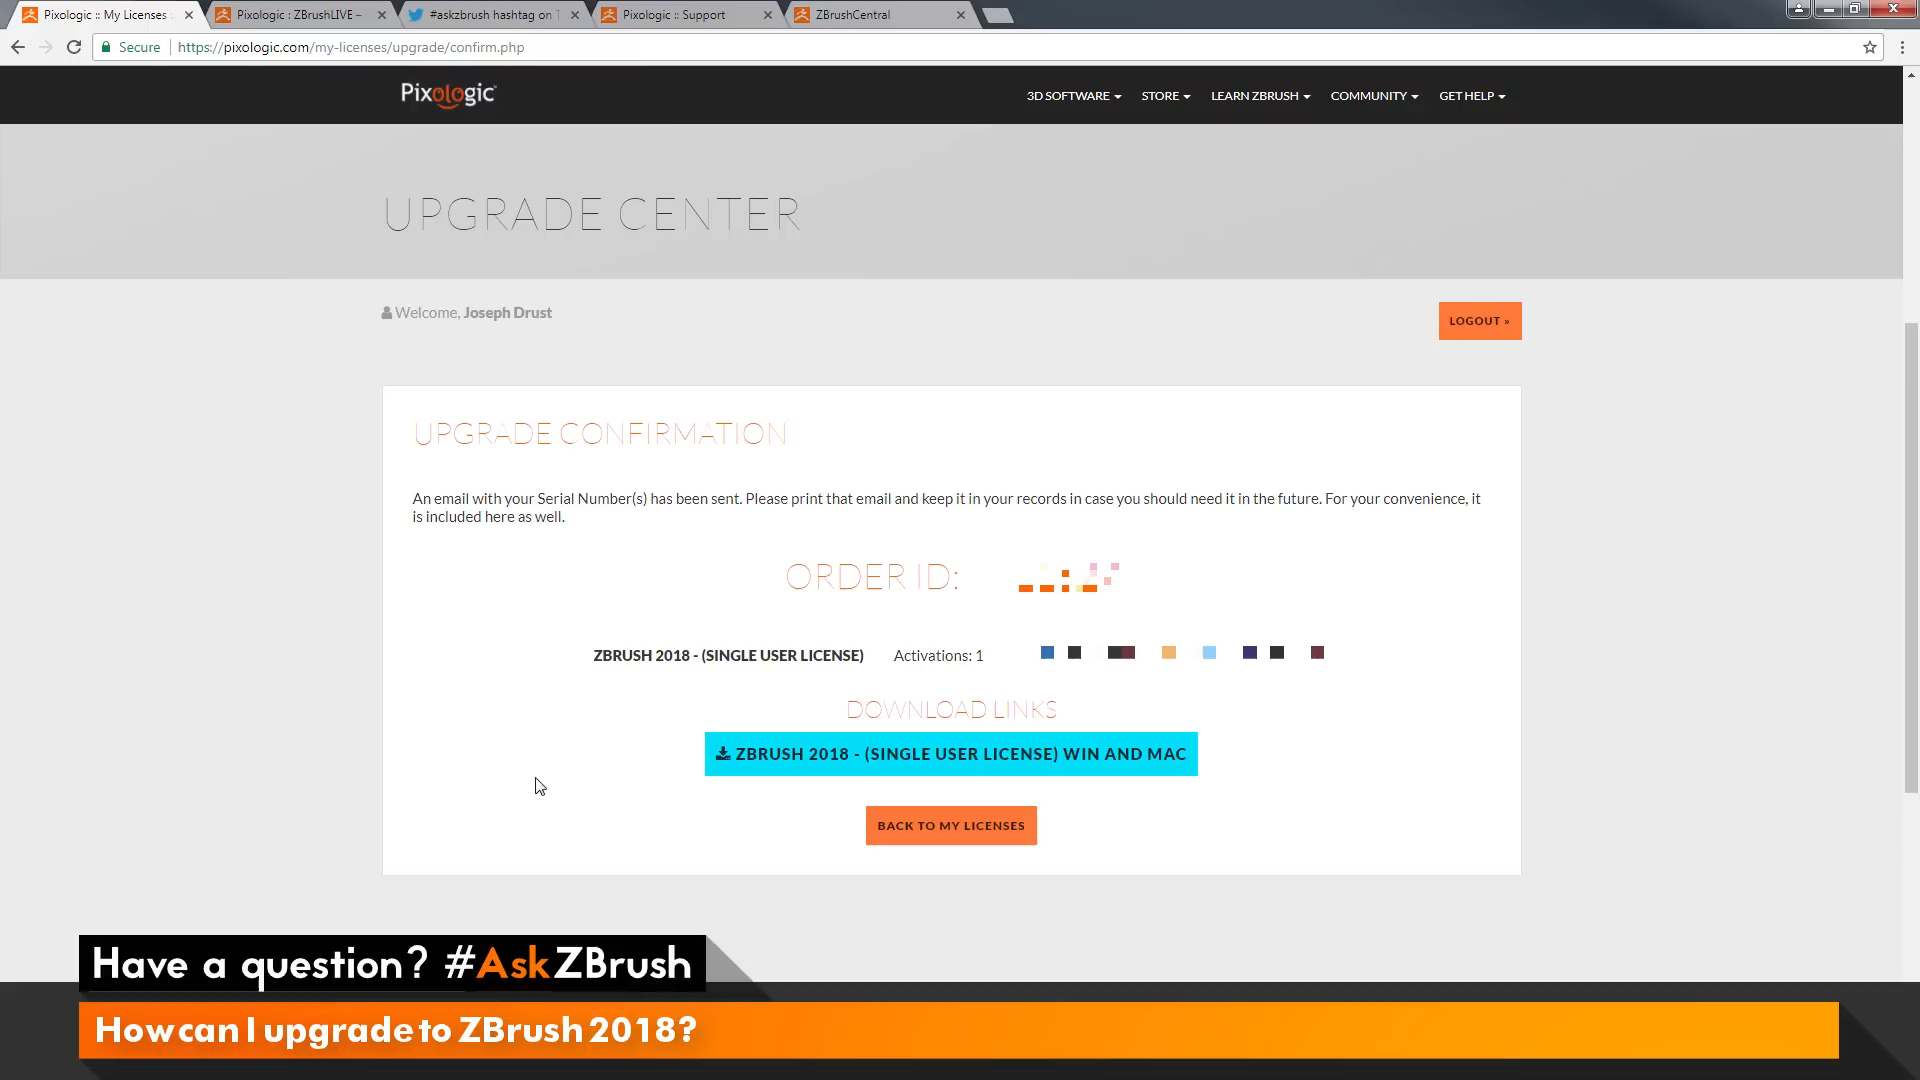 Pixologic :: My Licenses
Pixologic : ZBrushLIVE –
#askzbrush hashtag on T
Pixologic :: Support
ZBrushCentral
Secure
https://pixologic.com/my-licenses/upgrade/confirm.php
Pixologic
3D SOFTWARE
STORE
LEARN ZBRUSH
COMMUNITY
GET HELP
UPGRADE CENTER
Welcome, Joseph Drust
LOGOUT »
UPGRADE CONFIRMATION
An email with your Serial Number(s) has been sent. Please print that email and keep it in your records in case you should need it in the future. For your convenience, it
is included here as well.
ORDER ID:
ZBRUSH 2018 - (SINGLE USER LICENSE) Activations: 1
DOWNLOAD LINKS
ZBRUSH 2018 - (SINGLE USER LICENSE) WIN AND MAC
BACK TO MY LICENSES
Have a question? #AskZBrush
How can I upgrade to ZBrush 2018?